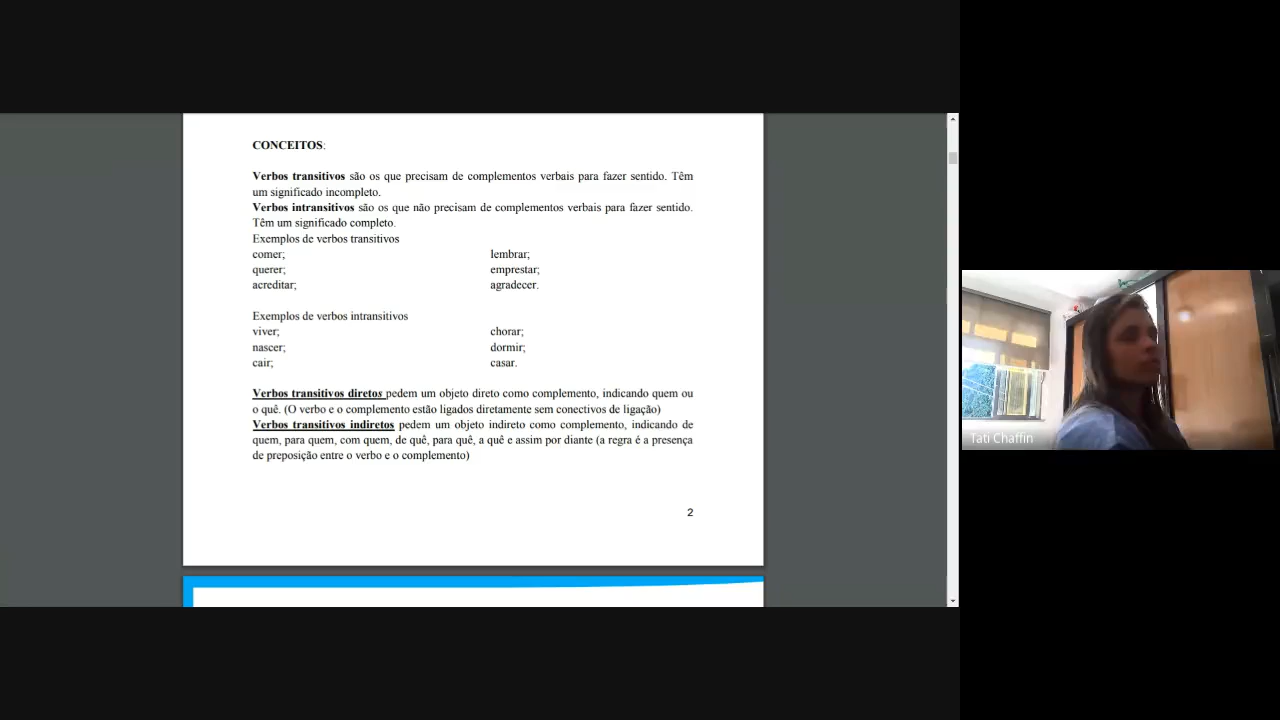 CONCEITOS:
Verbos transitivos são os que precisam de complementos verbais para fazer sentido. Têm
um significado incompleto.
Verbos intransitivos são os que não precisam de complementos verbais para fazer sentido.
Têm um significado completo.
Exemplos de verbos transitivos
comer; lembrar;
querer; emprestar;
acreditar; agradecer.
Exemplos de verbos intransitivos
viver; chorar;
nascer; dormir;
cair; casar.
Verbos transitivos diretos pedem um objeto direto como complemento, indicando quem ou
o quê. (O verbo e o complemento estão ligados diretamente sem conectivos de ligação)
Verbos transitivos indiretos pedem um objeto indireto como complemento, indicando de
quem, para quem, com quem, de quê, para quê, a quê e assim por diante (a regra é a presença
de preposição entre o verbo e o complemento)
2
Tati Chaffin